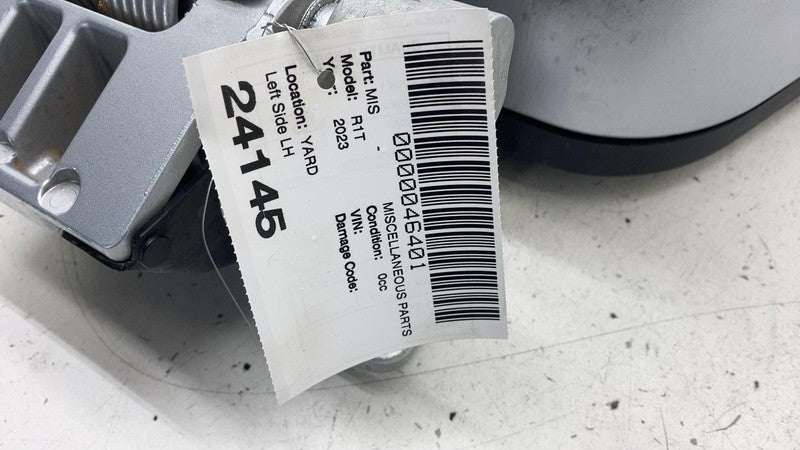 0000046401
Part: MIS - MISCELLANEOUS PARTS
Model: R1T Condition: 0cc
Year: 2023 VIN:
Damage Code:
Location: YARD
Left Side LH
24145